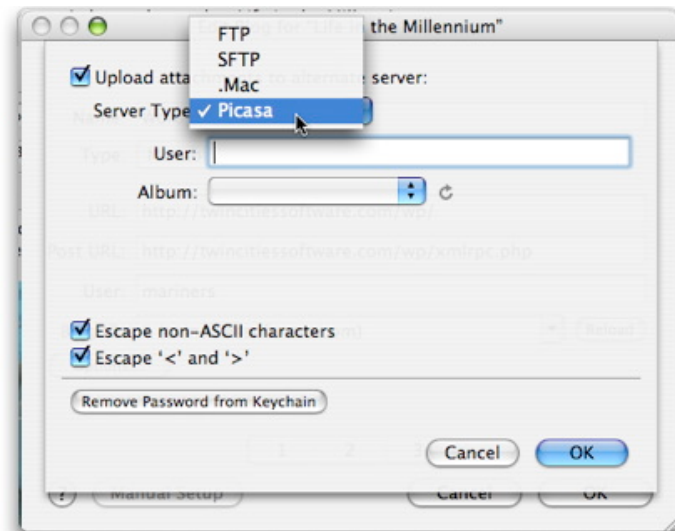 the Millennium"
FTP
SFTP
.Mac
Picasa
Upload atta
server:
Server Type
User:
Album:
Type:
URL: http://twincitiessoftware.com/wp/
Post URL: http://twincitiessoftware.com/wp/xmlrpc.php
User: mariners
Reload
Escape non-ASCII characters
Escape ‘<’ and ‘>’
Remove Password from Keychain
1 2 3
Cancel OK
? Manual Setup Cancel OK